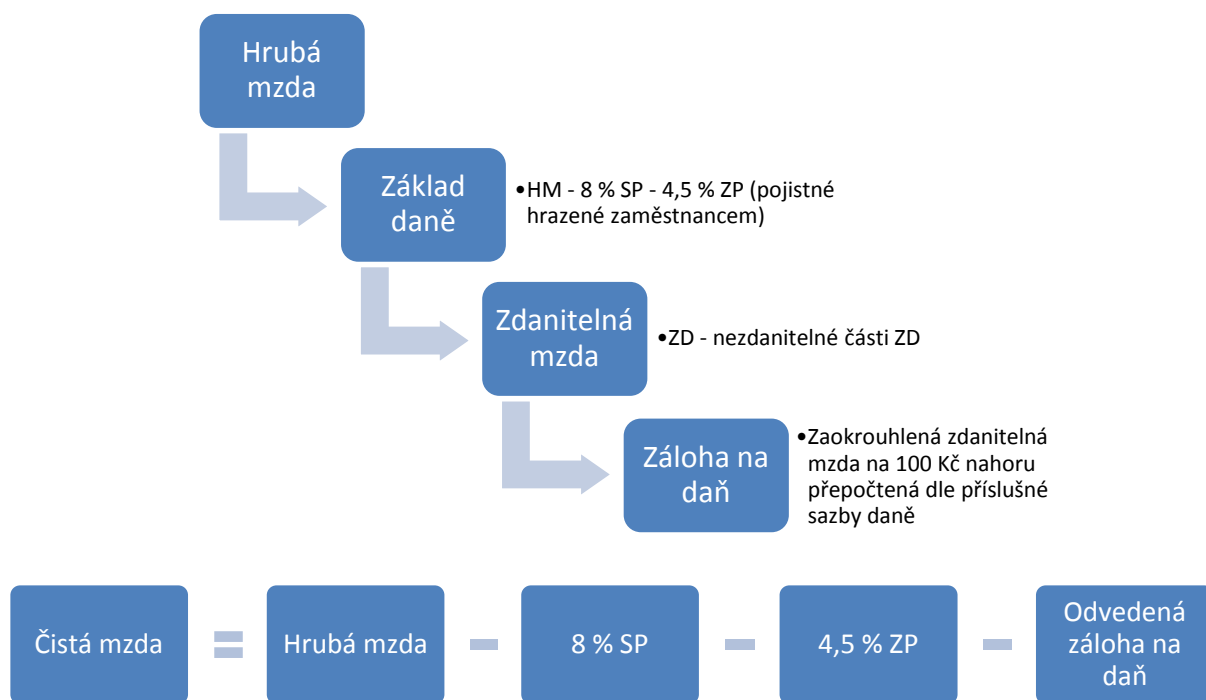 Hrubá
mzda
Základ
daně
•HM - 8 % SP - 4,5 % ZP (pojistné
hrazené zaměstnancem)
Zdanitelná
mzda
•ZD - nezdanitelné části ZD
Záloha na
daň
•Zaokrouhlená zdanitelná
mzda na 100 Kč nahoru
přepočtená dle příslušné
sazby daně
Čistá mzda
=
Hrubá mzda
-
8 % SP
-
4,5 % ZP
-
Odvedená
záloha na
daň